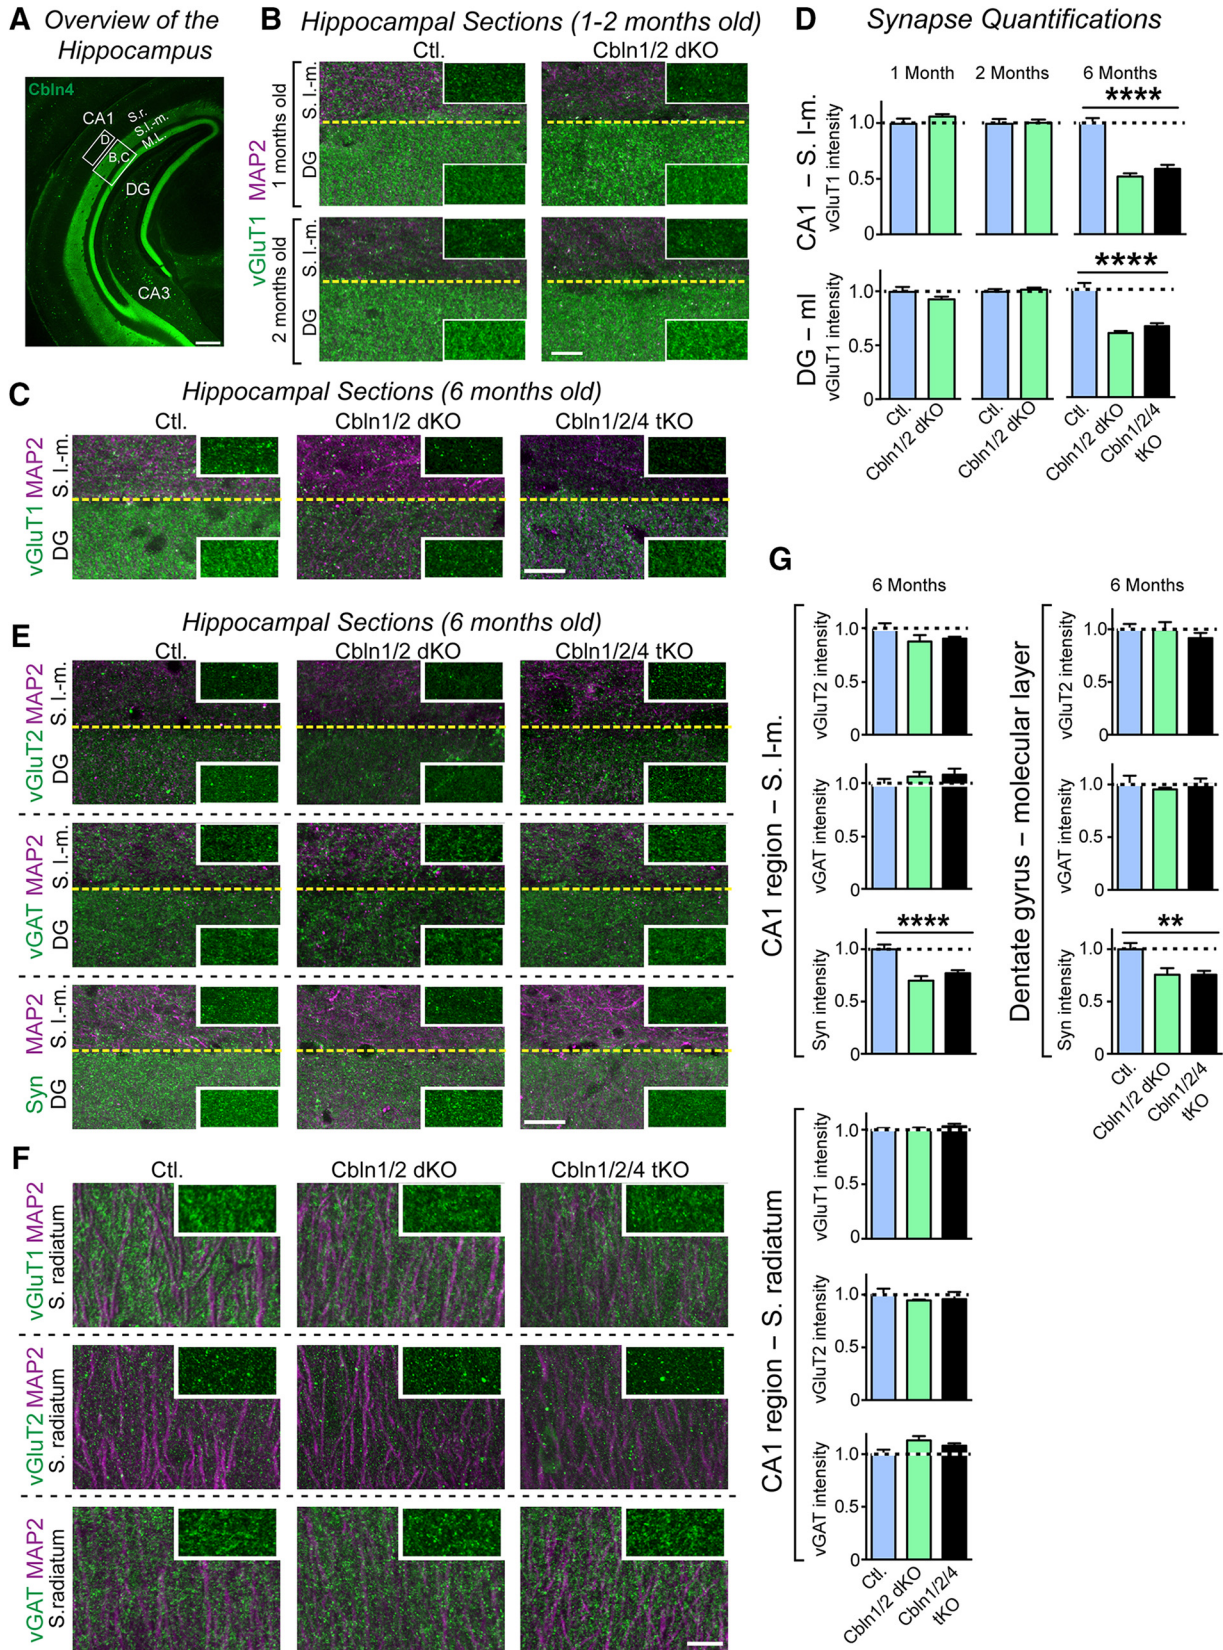 A Overview of the
Hippocampus
Cbln4
CA1
S.r.
S.l.-m.
M.L.
D
B,C
DG
CA3
B Hippocampal Sections (1-2 months old)
Ctl. Cbln1/2 dKO
vGluT1 MAP2
1 months old
S. l.-m.
DG
2 months old
S. l.-m.
DG
C Hippocampal Sections (6 months old)
Ctl. Cbln1/2 dKO Cbln1/2/4 tKO
vGluT1 MAP2
S. l.-m.
DG
D Synapse Quantifications
1 Month 2 Months 6 Months
CA1 – S. l-m.
vGluT1 intensity
1.0
0.5
0
****
DG – ml
vGluT1 intensity
1.0
0.5
0
****
Ctl.
Cbln1/2 dKO
Ctl.
Cbln1/2 dKO
Ctl.
Cbln1/2 dKO
Cbln1/2/4
tKO
E Hippocampal Sections (6 months old)
Ctl. Cbln1/2 dKO Cbln1/2/4 tKO
vGluT2 MAP2
S. l.-m.
DG
vGAT MAP2
S. l.-m.
DG
Syn MAP2
S. l.-m.
DG
F
Ctl. Cbln1/2 dKO Cbln1/2/4 tKO
vGluT1 MAP2
S. radiatum
vGluT2 MAP2
S. radiatum
vGAT MAP2
S.radiatum
G
6 Months
CA1 region – S. l-m.
vGluT2 intensity
1.0
0.5
0
vGAT intensity
1.0
0.5
0
Syn intensity
1.0
0.5
0
****
6 Months
Dentate gyrus – molecular layer
vGluT2 intensity
1.0
0.5
0
vGAT intensity
1.0
0.5
0
Syn intensity
1.0
0.5
0
**
Ctl.
Cbln1/2 dKO
Cbln1/2/4
tKO
CA1 region – S. radiatum
vGluT1 intensity
1.0
0.5
0
vGluT2 intensity
1.0
0.5
0
vGAT intensity
1.0
0.5
0
Ctl.
Cbln1/2 dKO
Cbln1/2/4
tKO